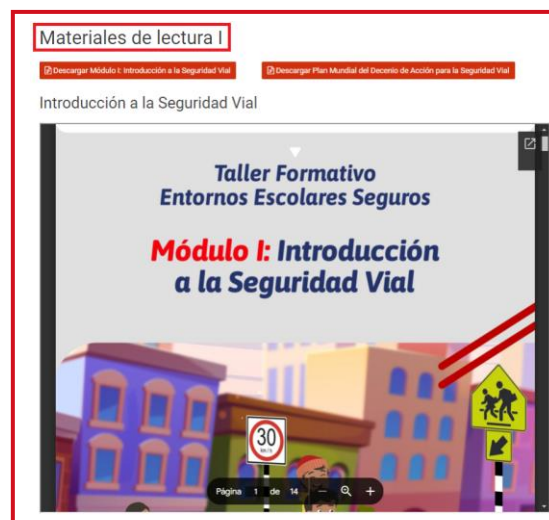 Materiales de lectura I
Descargar Módulo I: Introducción a la Seguridad Vial
Descargar Plan Mundial del Decenio de Acción para la Seguridad Vial
Introducción a la Seguridad Vial
Taller Formativo
Entornos Escolares Seguros
Módulo I: Introducción
a la Seguridad Vial
30
km/h
Página 1 de 14